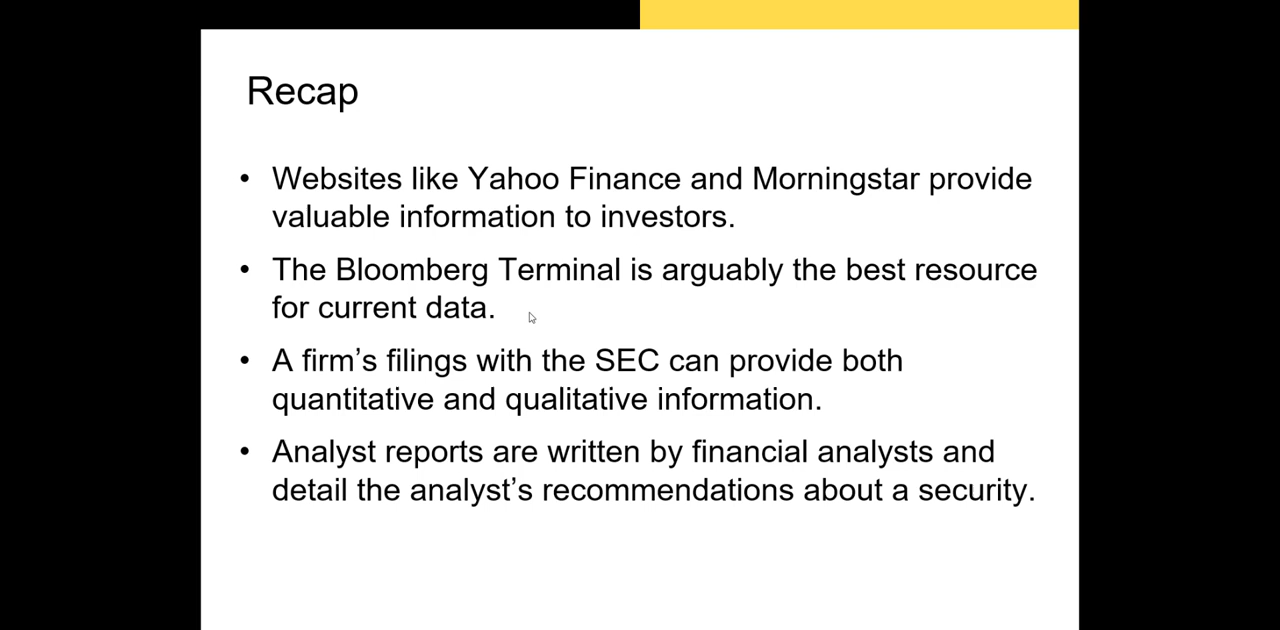 Recap
• Websites like Yahoo Finance and Morningstar provide
valuable information to investors.
• The Bloomberg Terminal is arguably the best resource
for current data.
• A firm’s filings with the SEC can provide both
quantitative and qualitative information.
• Analyst reports are written by financial analysts and
detail the analyst’s recommendations about a security.